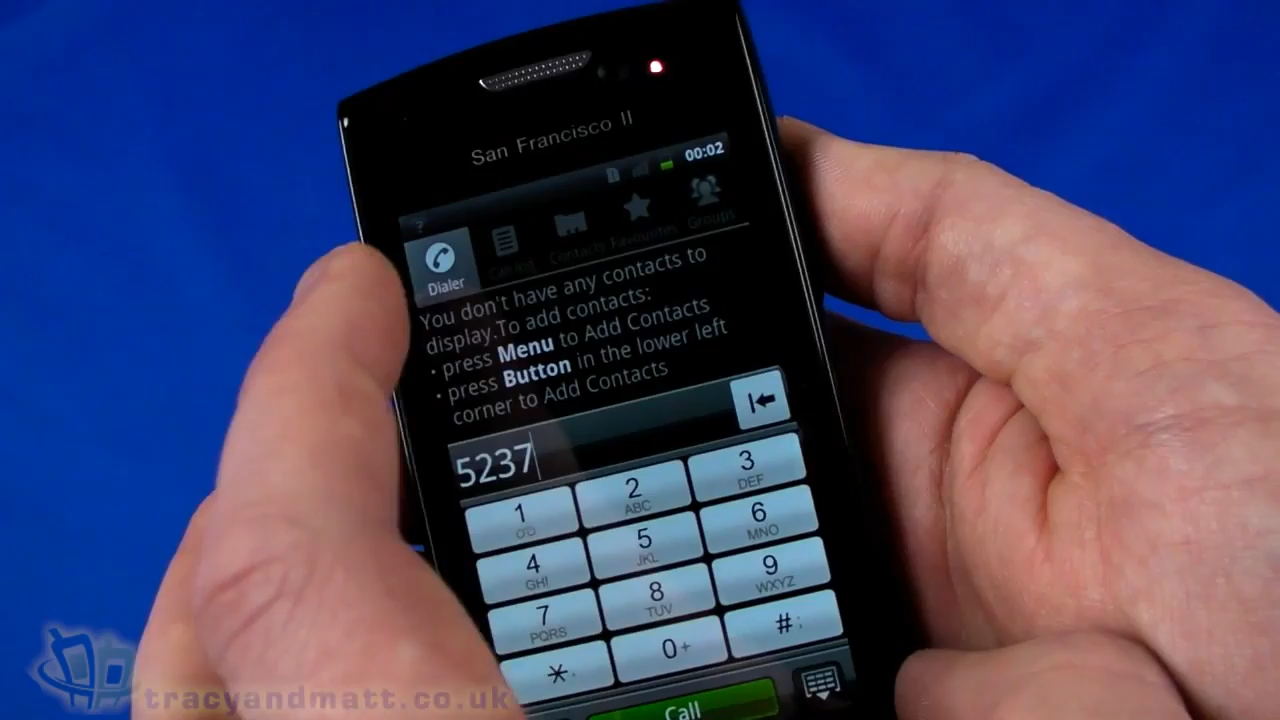 San Francisco II
00:02
?
Dialer
Contacts
Favourites
Groups
You don't have any contacts to
display.To add contacts:
• press Menu to Add Contacts
• press Button in the lower left
corner to Add Contacts
5237
1
2 ABC
3 DEF
4 GHI
5 JKL
6 MNO
7 PQRS
8 TUV
9 WXYZ
*
0 +
# ;
Call
tracyandmatt.co.uk